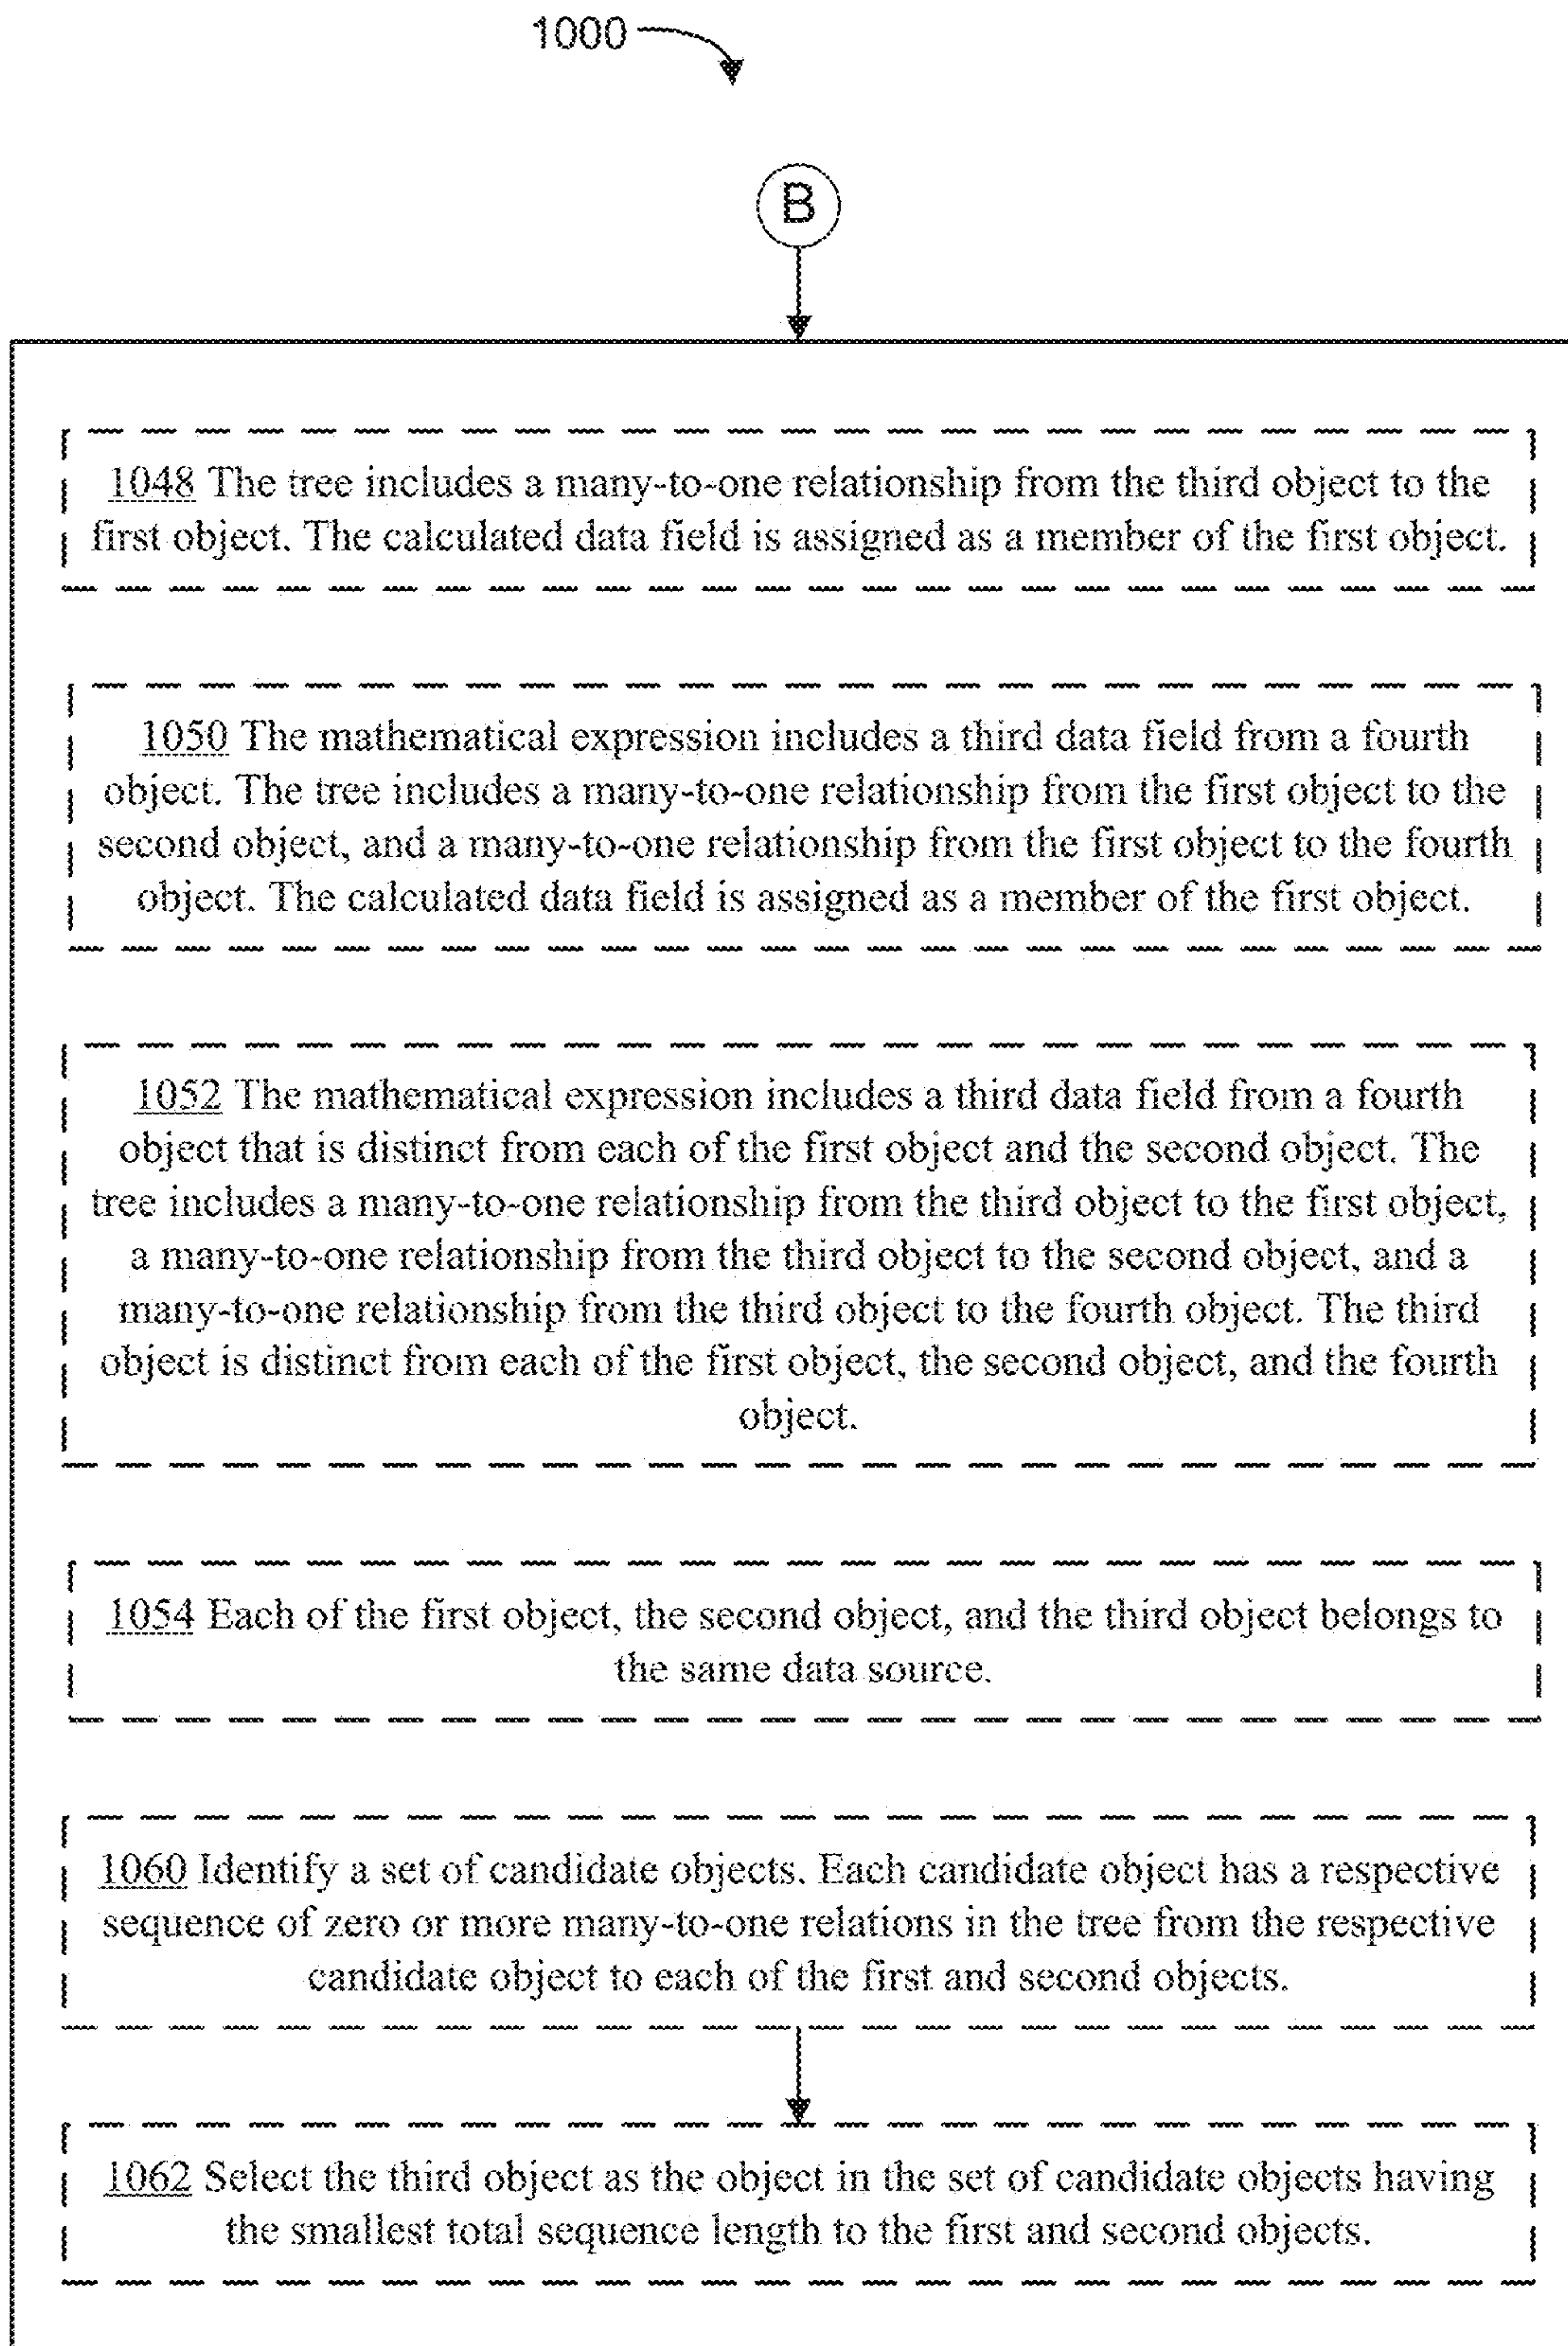 1000
B
1048 The tree includes a many-to-one relationship from the third object to the
first object. The calculated data field is assigned as a member of the first object.
1050 The mathematical expression includes a third data field from a fourth
object. The tree includes a many-to-one relationship from the first object to the
second object, and a many-to-one relationship from the first object to the fourth
object. The calculated data field is assigned as a member of the first object.
1052 The mathematical expression includes a third data field from a fourth
object that is distinct from each of the first object and the second object. The
tree includes a many-to-one relationship from the third object to the first object,
a many-to-one relationship from the third object to the second object, and a
many-to-one relationship from the third object to the fourth object. The third
object is distinct from each of the first object, the second object, and the fourth
object.
1054 Each of the first object, the second object, and the third object belongs to
the same data source.
1060 Identify a set of candidate objects. Each candidate object has a respective
sequence of zero or more many-to-one relations in the tree from the respective
candidate object to each of the first and second objects.
1062 Select the third object as the object in the set of candidate objects having
the smallest total sequence length to the first and second objects.